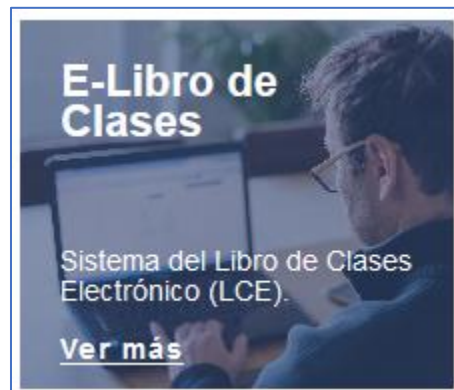 E-Libro de
Clases
Sistema del Libro de Clases
Electrónico (LCE).
Ver más